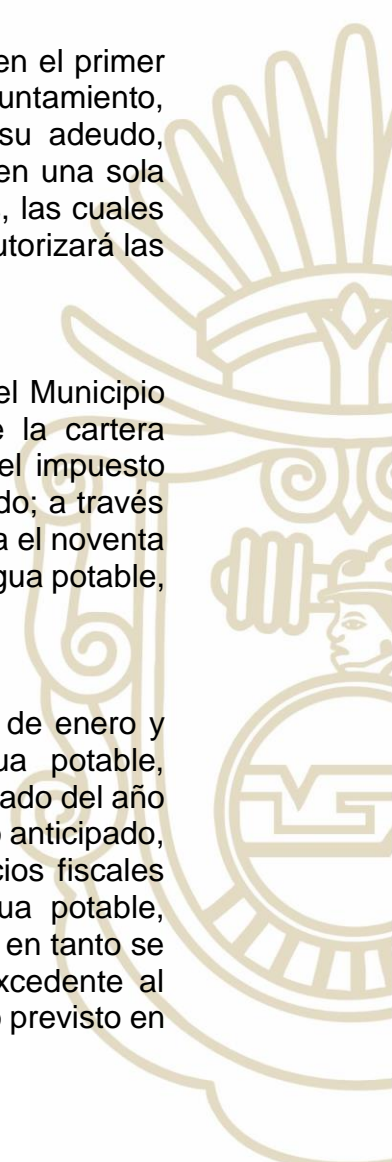 en el primer
untamiento,
su adeudo,
en una sola
, las cuales
utorizará las
el Municipio
e la cartera
el impuesto
do; a través
a el noventa
gua potable,
de enero y
ua potable,
ado del año
o anticipado,
cios fiscales
ua potable,
en tanto se
xcedente al
o previsto en